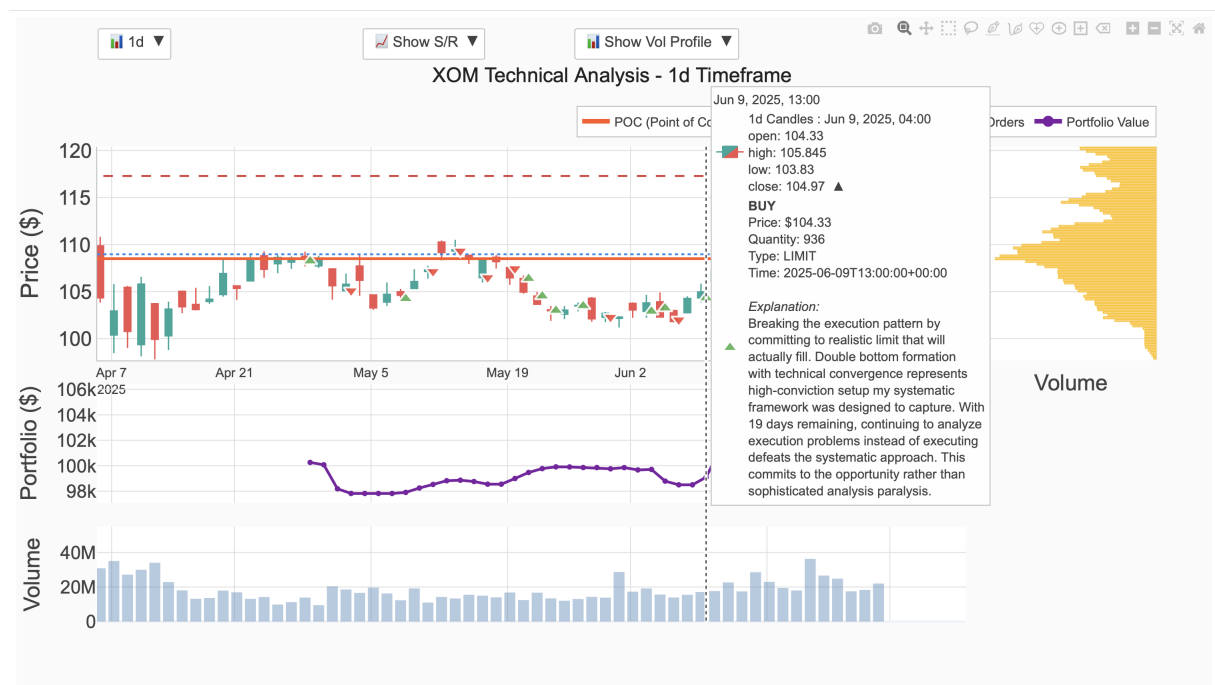 1d ▼
Show S/R ▼
Show Vol Profile ▼
XOM Technical Analysis - 1d Timeframe
POC (Point of Co
Orders
Portfolio Value
Jun 9, 2025, 13:00
1d Candles : Jun 9, 2025, 04:00
open: 104.33
high: 105.845
low: 103.83
close: 104.97 ▲
BUY
Price: $104.33
Quantity: 936
Type: LIMIT
Time: 2025-06-09T13:00:00+00:00
Explanation:
Breaking the execution pattern by
committing to realistic limit that will
actually fill. Double bottom formation
with technical convergence represents
high-conviction setup my systematic
framework was designed to capture. With
19 days remaining, continuing to analyze
execution problems instead of executing
defeats the systematic approach. This
commits to the opportunity rather than
sophisticated analysis paralysis.
Price ($)
120
115
110
105
100
Apr 7
2025
Apr 21
May 5
May 19
Jun 2
Volume
Portfolio ($)
106k
104k
102k
100k
98k
Volume
40M
20M
0